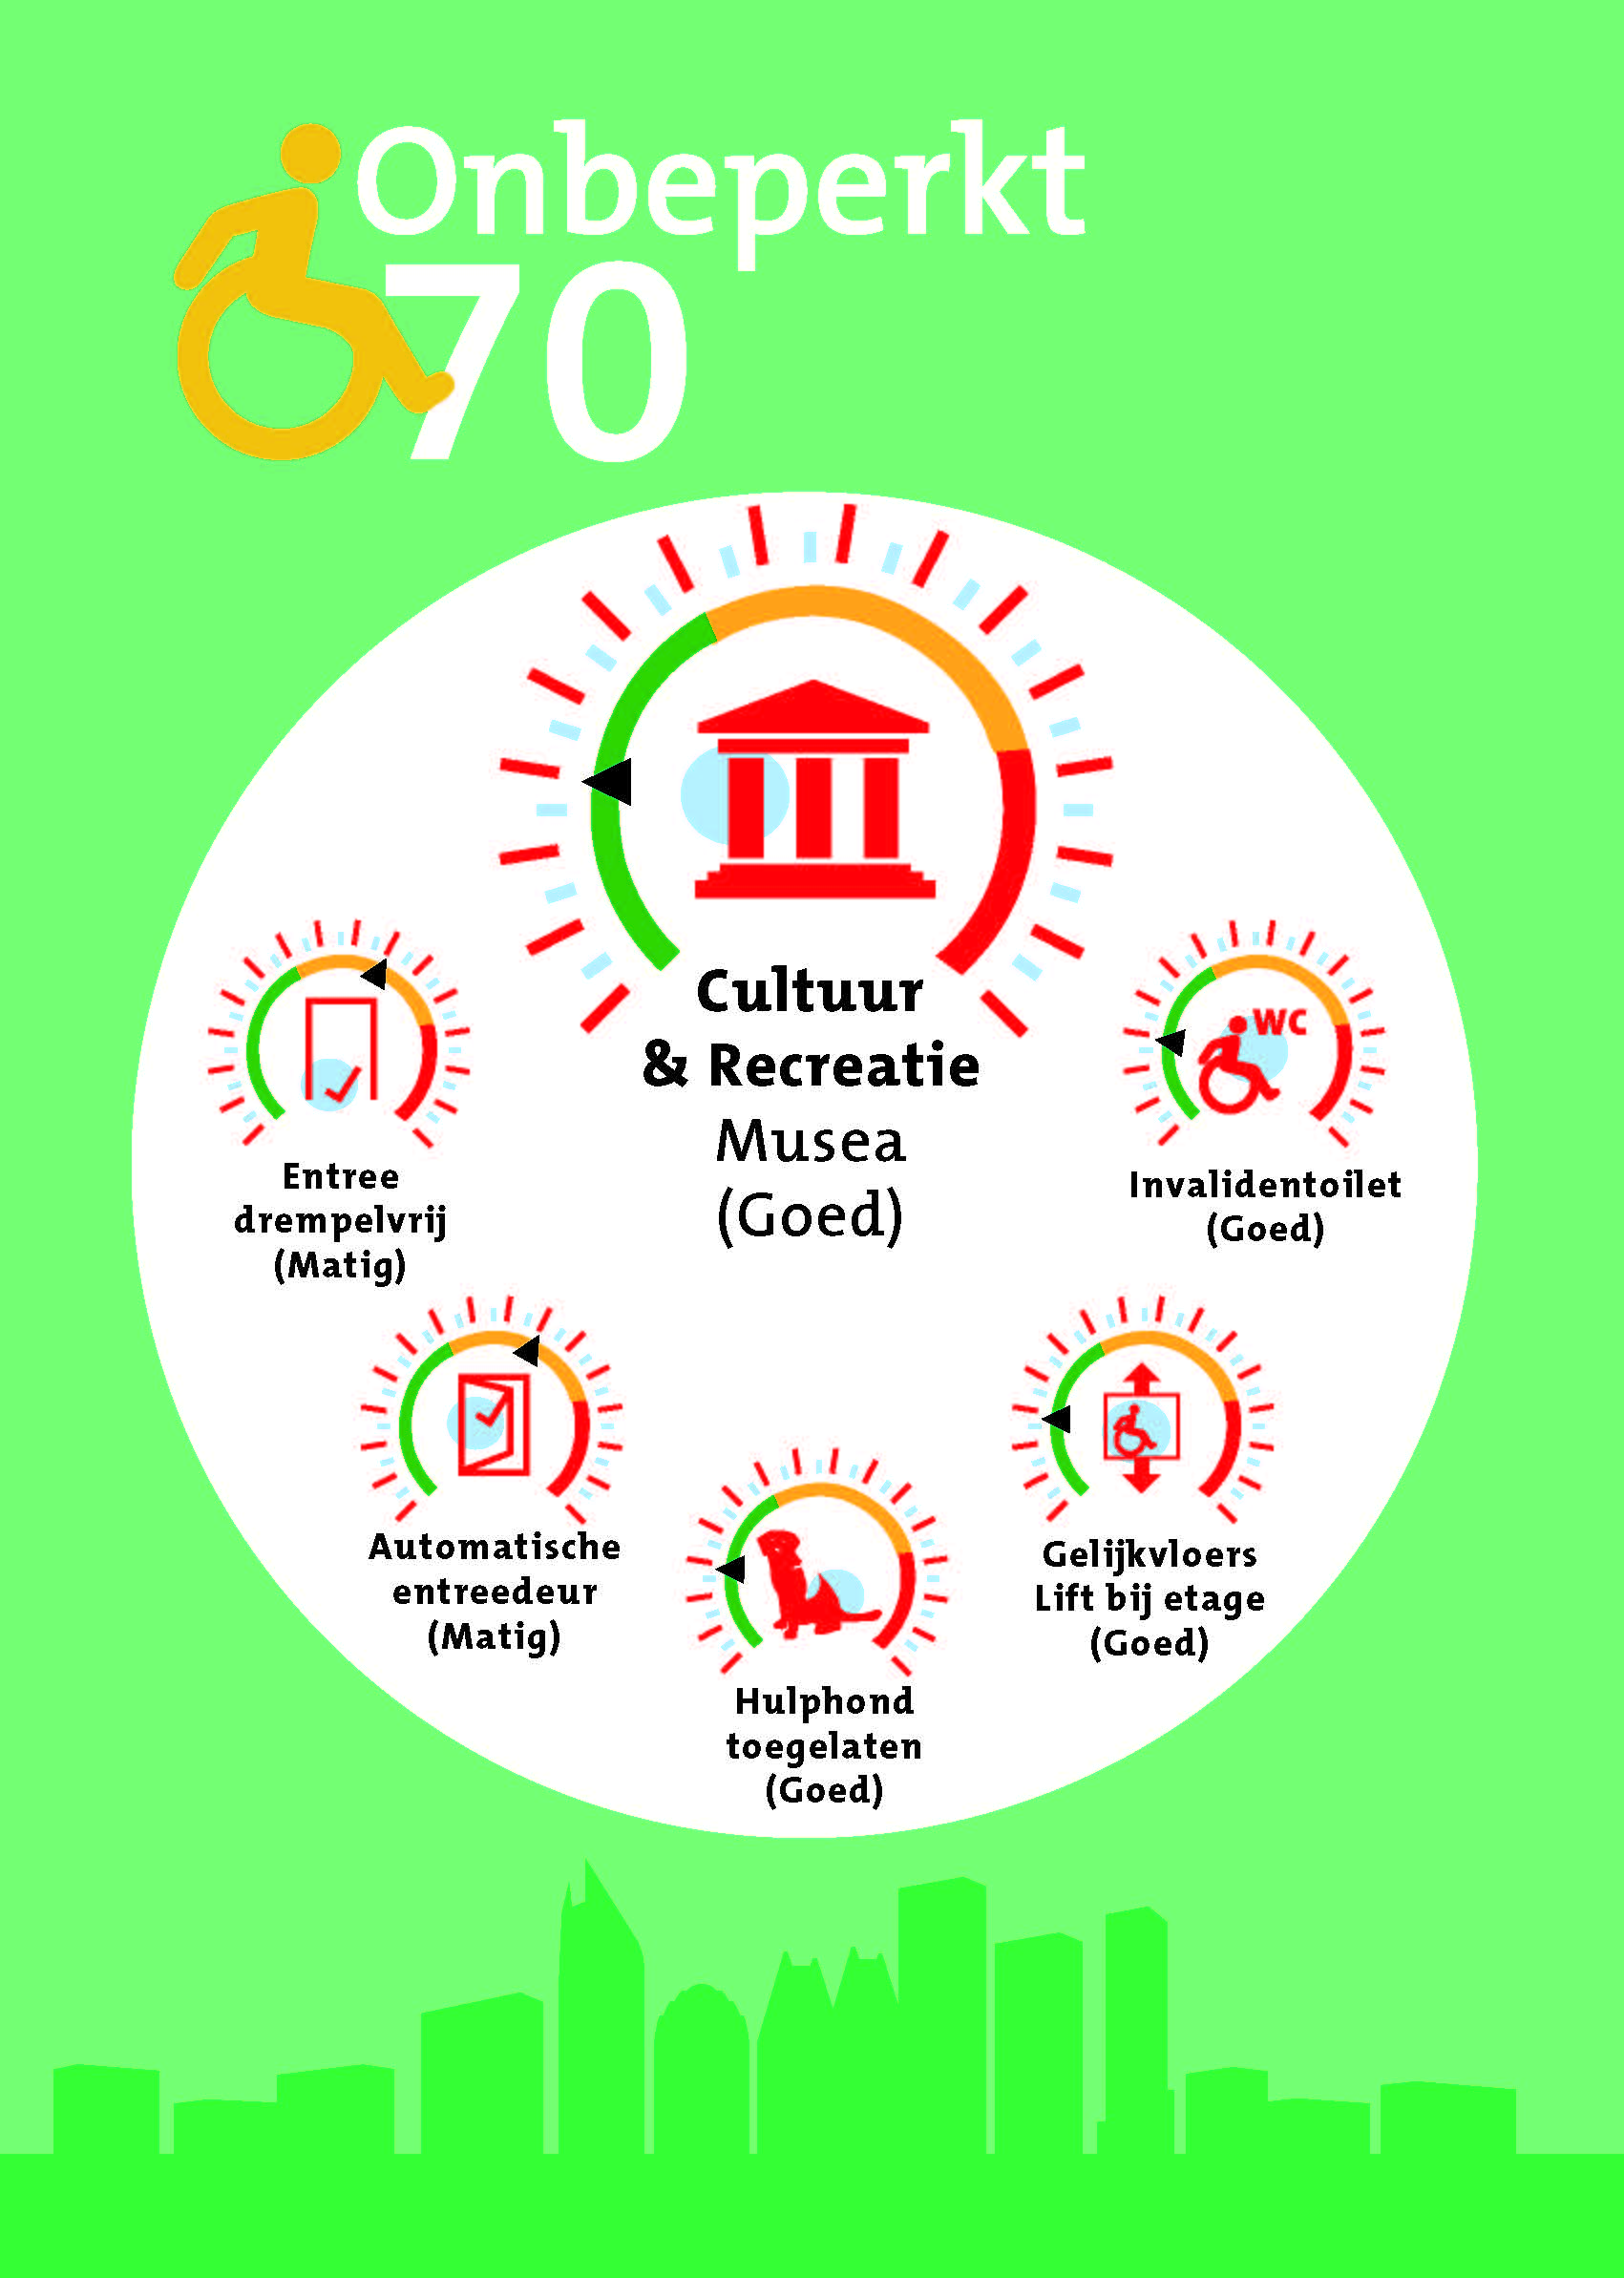 Onbeperkt
70
Cultuur
& Recreatie
Musea
(Goed)
Entree
drempelvrij
(Matig)
WC
Invalidentoilet
(Goed)
Automatische
entreedeur
(Matig)
Hulphond
toegelaten
(Goed)
Gelijkvloers
Lift bij etage
(Goed)